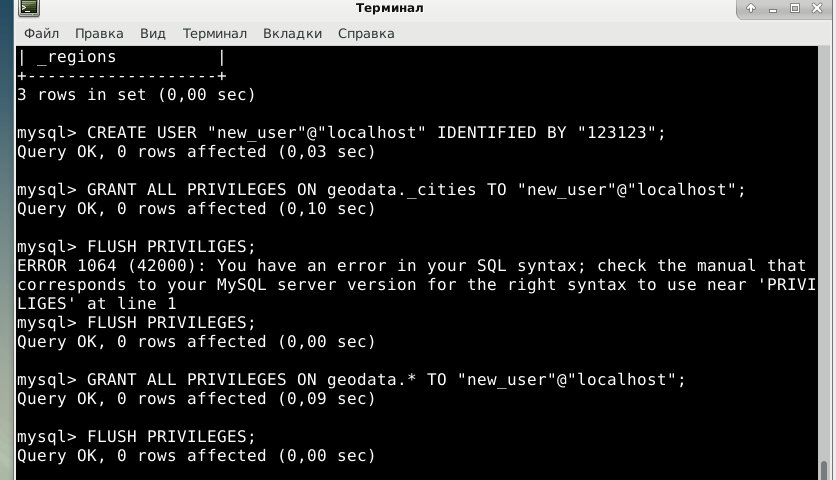 Терминал
Файл Правка Вид Терминал Вкладки Справка
| _regions          |
+-------------------+
3 rows in set (0,00 sec)
mysql> CREATE USER "new_user"@"localhost" IDENTIFIED BY "123123";
Query OK, 0 rows affected (0,03 sec)
mysql> GRANT ALL PRIVILEGES ON geodata._cities TO "new_user"@"localhost";
Query OK, 0 rows affected (0,10 sec)
mysql> FLUSH PRIVILIGES;
ERROR 1064 (42000): You have an error in your SQL syntax; check the manual that
corresponds to your MySQL server version for the right syntax to use near 'PRIVI
LIGES' at line 1
mysql> FLUSH PRIVILEGES;
Query OK, 0 rows affected (0,00 sec)
mysql> GRANT ALL PRIVILEGES ON geodata.* TO "new_user"@"localhost";
Query OK, 0 rows affected (0,09 sec)
mysql> FLUSH PRIVILEGES;
Query OK, 0 rows affected (0,00 sec)